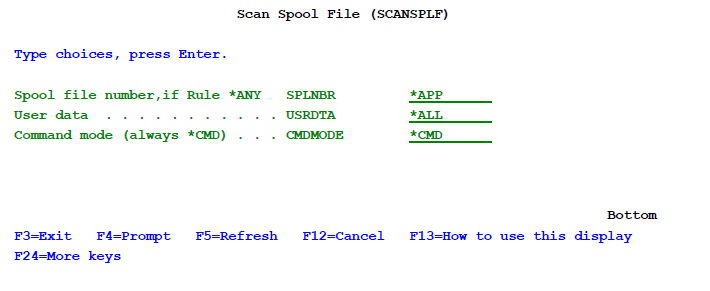 Scan Spool File (SCANSPLF)
Type choices, press Enter.
Spool file number,if Rule *ANY   SPLNBR         *APP
User data  . . . . . . . . . . . USRDTA         *ALL
Command mode (always *CMD) . . . CMDMODE        *CMD
Bottom
F3=Exit   F4=Prompt   F5=Refresh   F12=Cancel   F13=How to use this display
F24=More keys